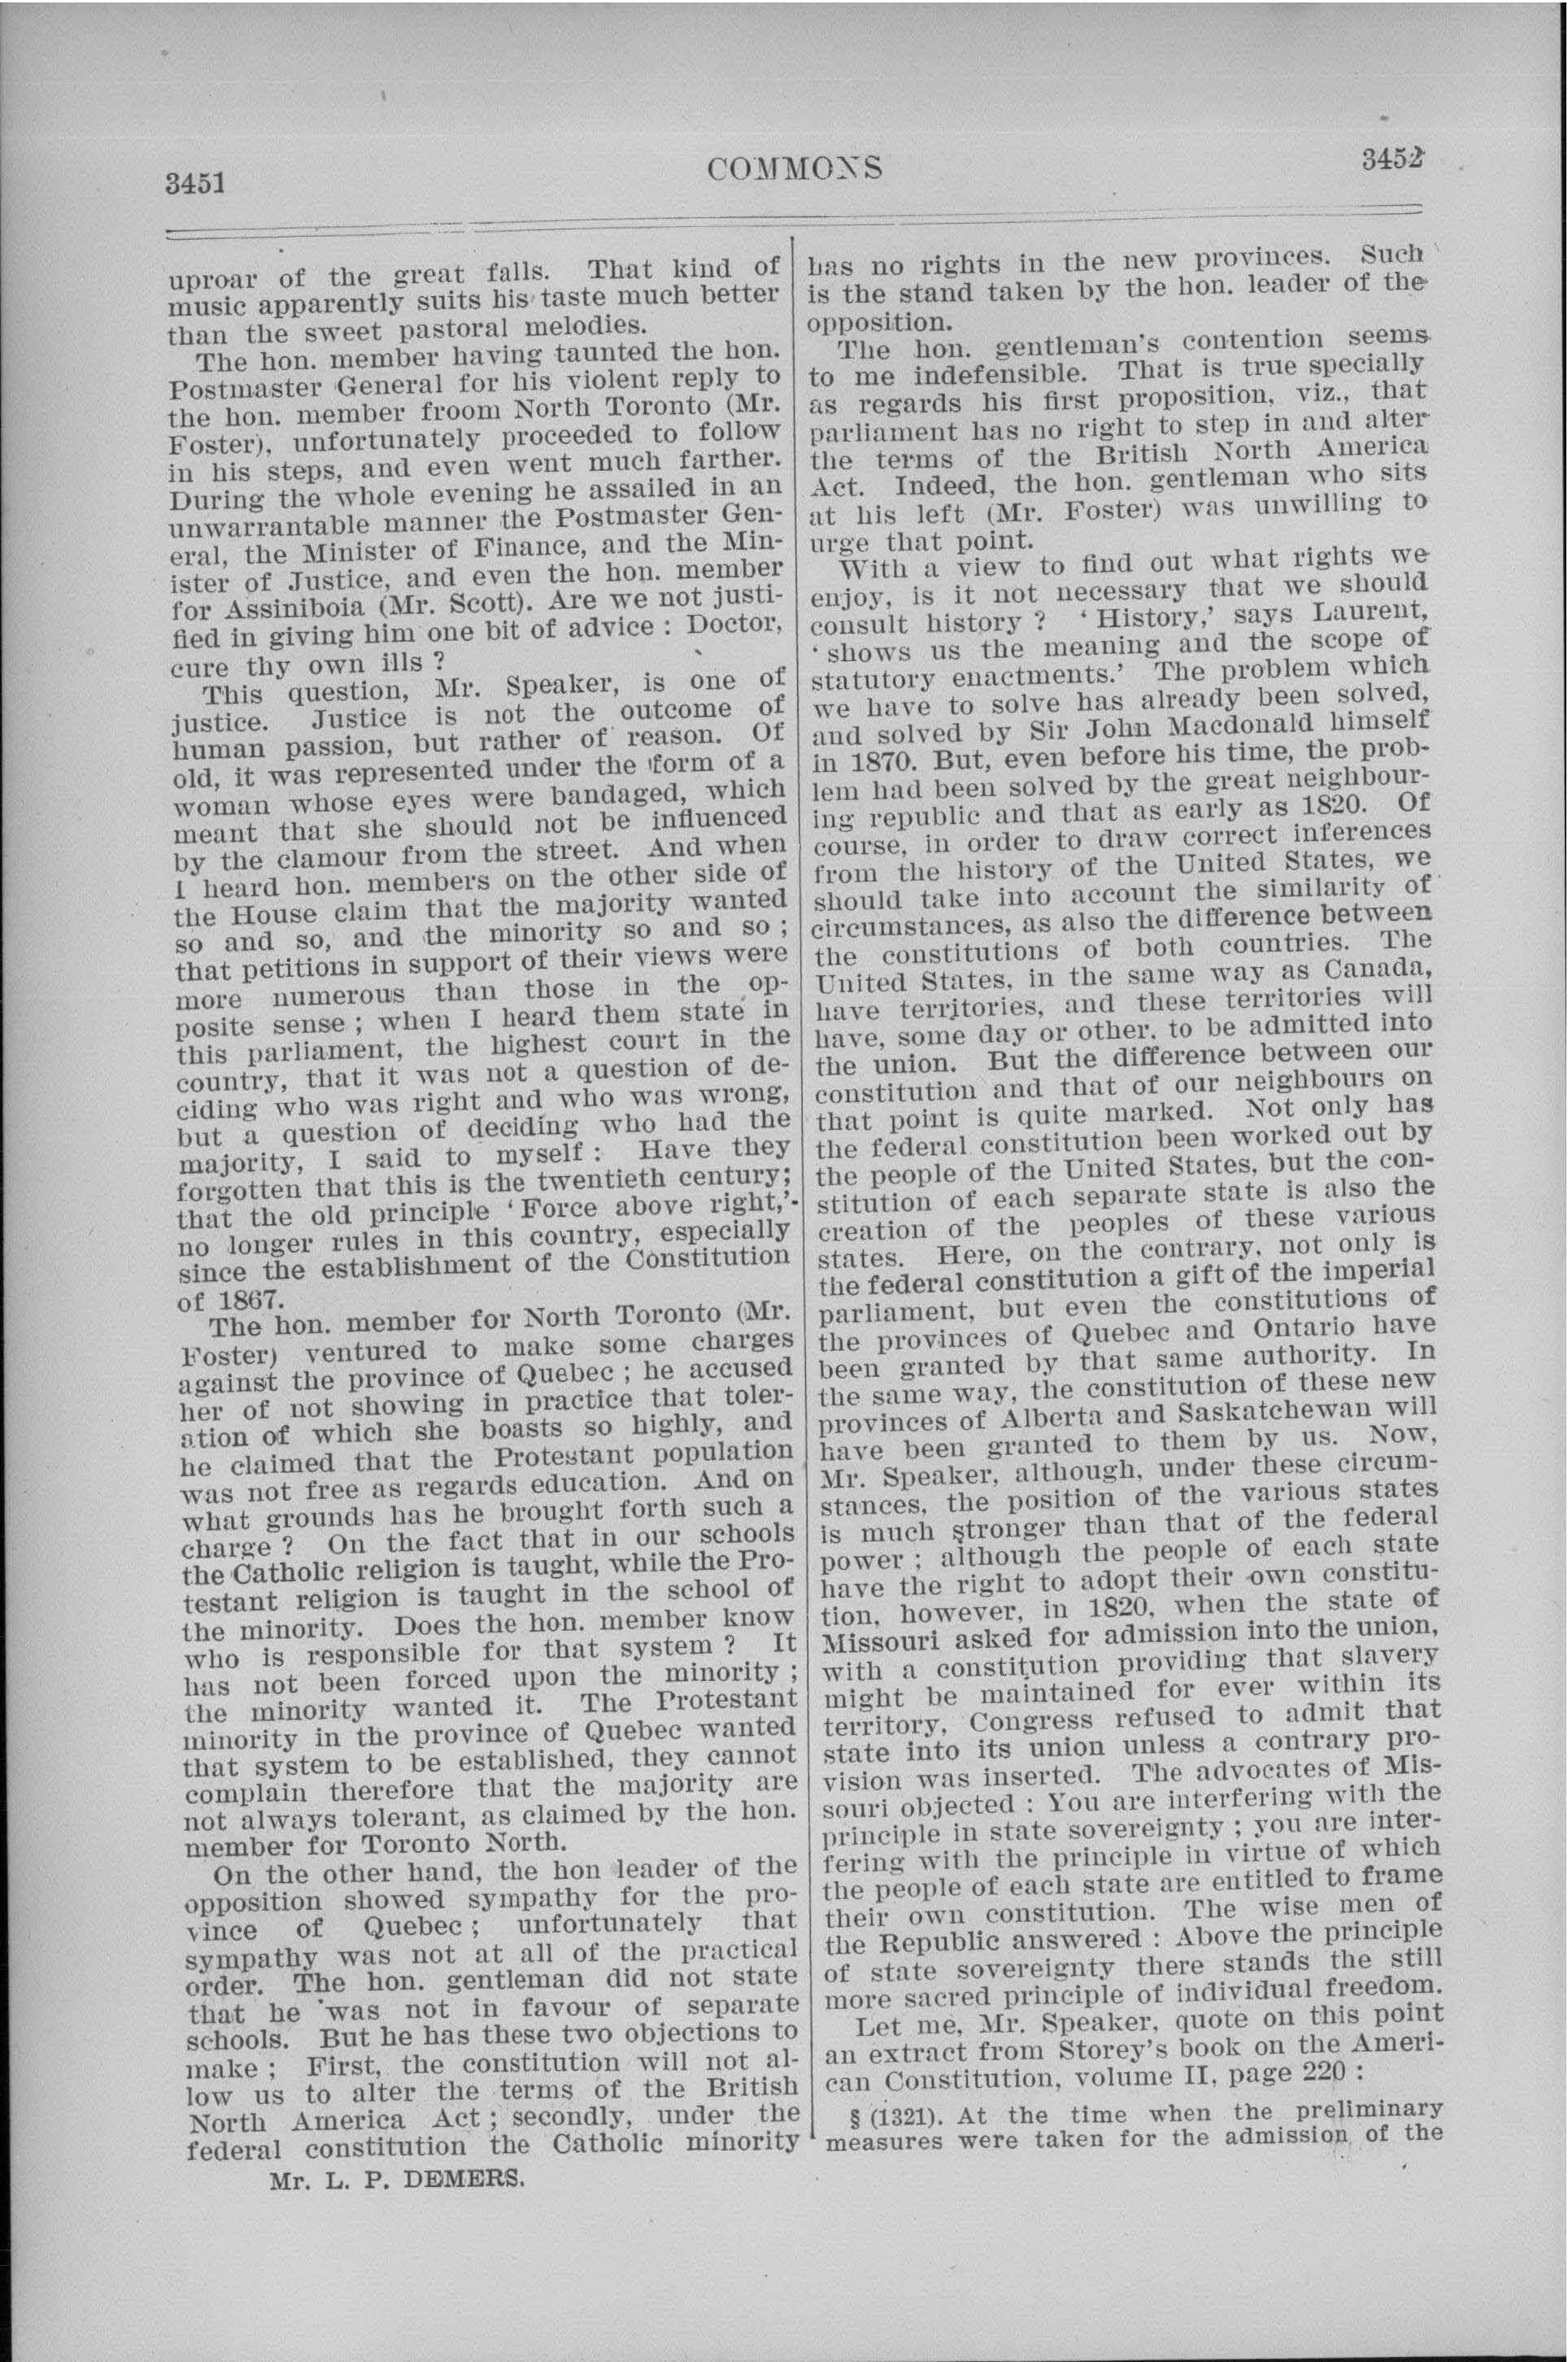 3451
COMMONS
3452
uproar of the great falls. That kind of
music apparently suits his taste much better
than the sweet pastoral melodies.
The hon. member having taunted the hon.
Postmaster General for his violent reply to
the hon. member froom North Toronto (Mr.
Foster), unfortunately proceeded to follow
in his steps, and even went much farther.
During the whole evening he assailed in an
unwarrantable manner the Postmaster Gen-
eral, the Minister of Finance, and the Min-
ister of Justice, and even the hon. member
for Assiniboia (Mr. Scott). Are we not justi-
fied in giving him one bit of advice : Doctor,
cure thy own ills ?
This question, Mr. Speaker, is one of
justice. Justice is not the outcome of
human passion, but rather of reason. Of
old, it was represented under the form of a
woman whose eyes were bandaged, which
meant that she should not be influenced
by the clamour from the street. And when
I heard hon. members on the other side of
the House claim that the majority wanted
so and so, and the minority so and so ;
that petitions in support of their views were
more numerous than those in the op-
posite sense ; when I heard them state in
this parliament, the highest court in the
country, that it was not a question of de-
ciding who was right and who was wrong,
but a question of deciding who had the
majority, I said to myself : Have they
forgotten that this is the twentieth century;
that the old principle ‘ Force above right,’
no longer rules in this country, especially
since the establishment of the Constitution
of 1867.
The hon. member for North Toronto (Mr.
Foster) ventured to make some charges
against the province of Quebec ; he accused
her of not showing in practice that toler-
ation of which she boasts so highly, and
he claimed that the Protestant population
was not free as regards education. And on
what grounds has he brought forth such a
charge ? On the fact that in our schools
the Catholic religion is taught, while the Pro-
testant religion is taught in the school of
the minority. Does the hon. member know
who is responsible for that system ? It
has not been forced upon the minority ;
the minority wanted it. The Protestant
minority in the province of Quebec wanted
that system to be established, they cannot
complain therefore that the majority are
not always tolerant, as claimed by the hon.
member for Toronto North.
On the other hand, the hon leader of the
opposition showed sympathy for the pro-
vince of Quebec ; unfortunately that
sympathy was not at all of the practical
order. The hon. gentleman did not state
that he was not in favour of separate
schools. But he has these two objections to
make ; First, the constitution will not al-
low us to alter the terms of the British
North America Act ; secondly, under the
federal constitution the Catholic minority
Mr. L. P. DEMERS.
has no rights in the new provinces. Such
is the stand taken by the hon. leader of the
opposition.
The hon. gentleman's contention seems
to me indefensible. That is true specially
as regards his first proposition, viz., that
parliament has no right to step in and alter
the terms of the British North America
Act. Indeed, the hon. gentleman who sits
at his left (Mr. Foster) was unwilling to
urge that point.
With a view to find out what rights we
enjoy, is it not necessary that we should
consult history ? ‘ History,’ says Laurent,
‘ shows us the meaning and the scope of
statutory enactments.’ The problem which
we have to solve has already been solved,
and solved by Sir John Macdonald himself
in 1870. But, even before his time, the prob-
lem had been solved by the great neighbour-
ing republic and that as early as 1820. Of
course, in order to draw correct inferences
from the history of the United States, we
should take into account the similarity of
circumstances, as also the difference between
the constitutions of both countries. The
United States, in the same way as Canada,
have territories, and these territories will
have, some day or other, to be admitted into
the union. But the difference between our
constitution and that of our neighbours on
that point is quite marked. Not only has
the federal constitution been worked out by
the people of the United States, but the con-
stitution of each separate state is also the
creation of the peoples of these various
states. Here, on the contrary, not only is
the federal constitution a gift of the imperial
parliament, but even the constitutions of
the provinces of Quebec and Ontario have
been granted by that same authority. In
the same way, the constitution of these new
provinces of Alberta and Saskatchewan will
have been granted to them by us. Now,
Mr. Speaker, although, under these circum-
stances, the position of the various states
is much stronger than that of the federal
power ; although the people of each state
have the right to adopt their own constitu-
tion, however, in 1820, when the state of
Missouri asked for admission into the union,
with a constitution providing that slavery
might be maintained for ever within its
territory, Congress refused to admit that
state into its union unless a contrary pro-
vision was inserted. The advocates of Mis-
souri objected : You are interfering with the
principle in state sovereignty ; you are inter-
fering with the principle in virtue of which
the people of each state are entitled to frame
their own constitution. The wise men of
the Republic answered : Above the principle
of state sovereignty there stands the still
more sacred principle of individual freedom.
Let me, Mr. Speaker, quote on this point
an extract from Storey's book on the Ameri-
can Constitution, volume II, page 220 :
§ (1321). At the time when the preliminary
measures were taken for the admission of the